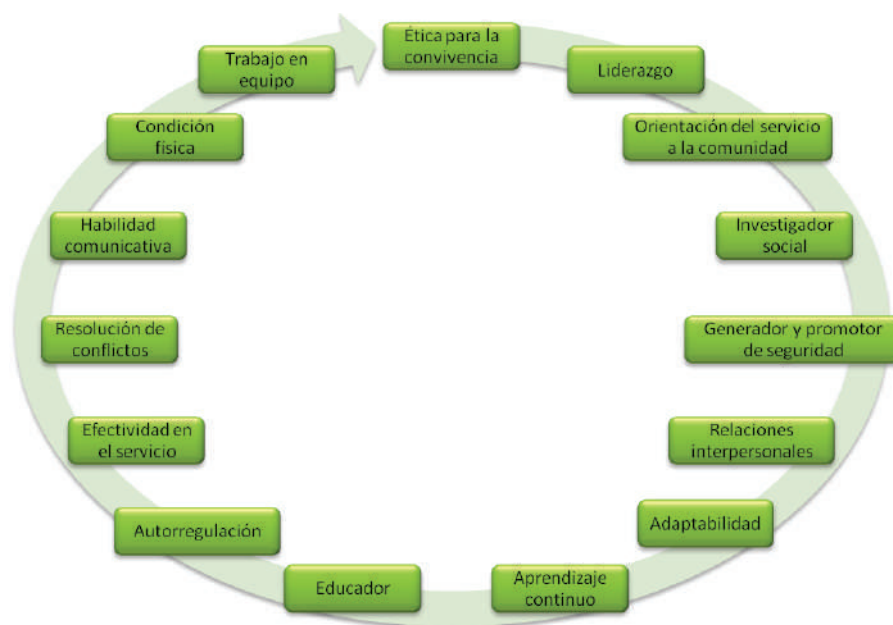 Ética para la
convivencia
Liderazgo
Orientación del servicio
a la comunidad
Investigador
social
Generador y promotor
de seguridad
Relaciones
interpersonales
Adaptabilidad
Aprendizaje
continuo
Educador
Autorregulación
Efectividad en
el servicio
Resolución de
conflictos
Habilidad
comunicativa
Condición
física
Trabajo en
equipo